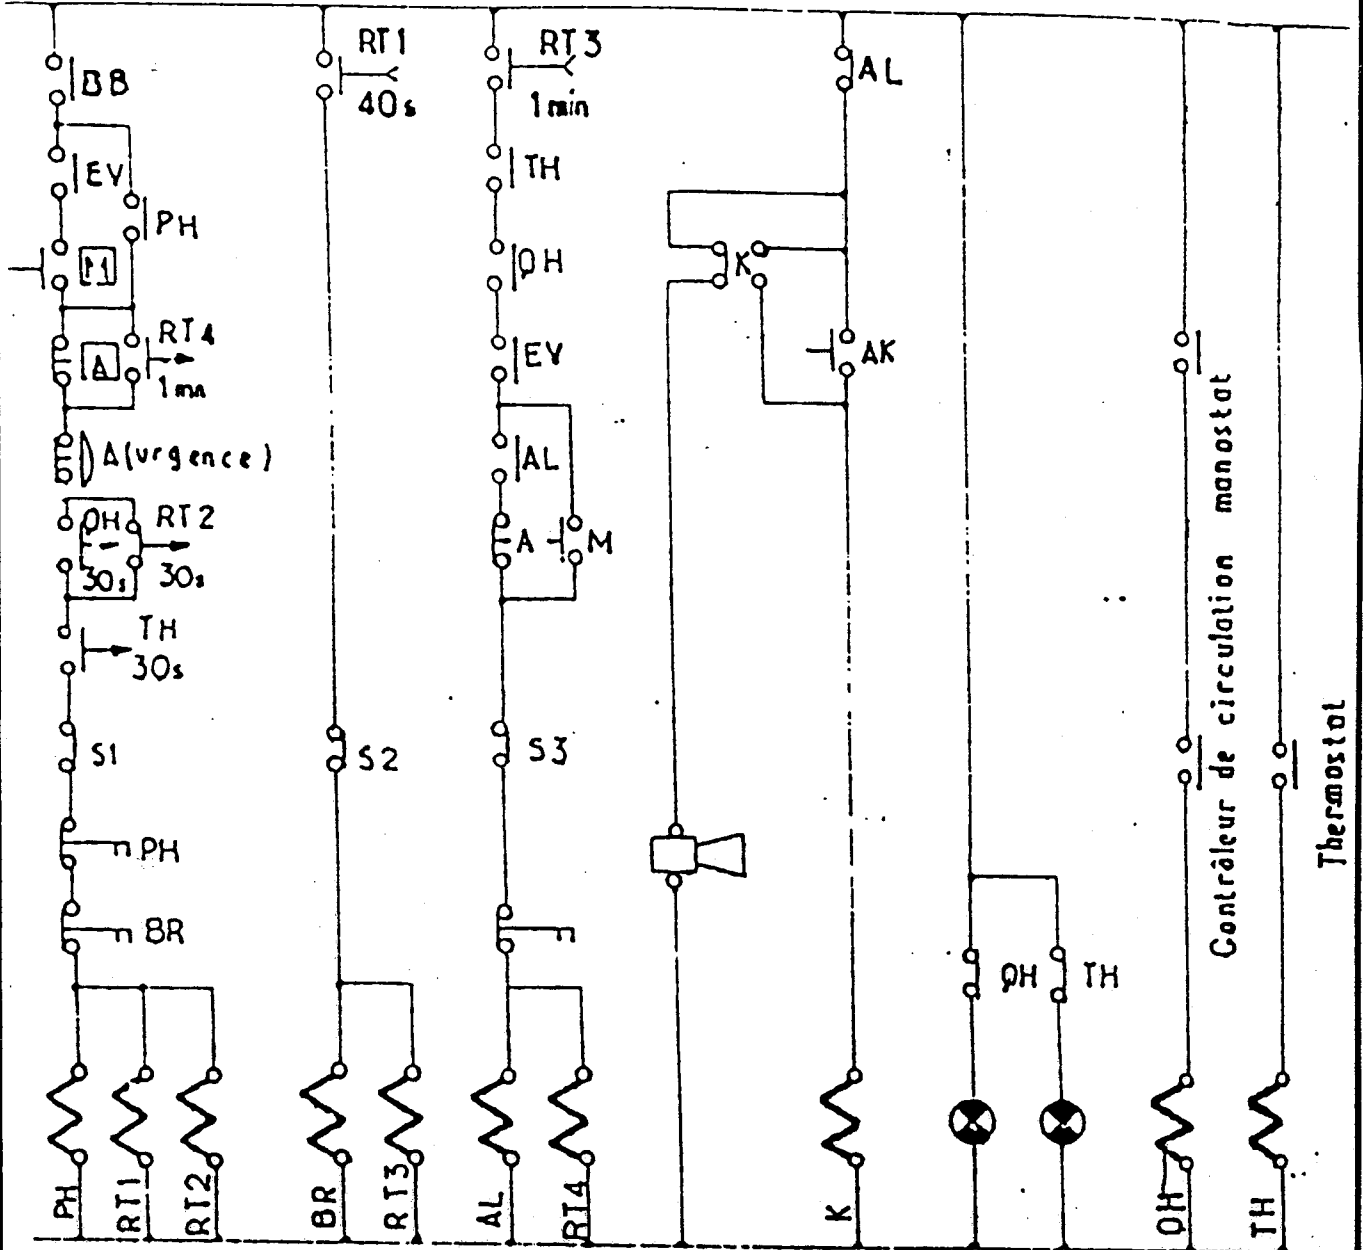 BB
EV
PH
M
RT4
A
1mn
A(urgence)
QH RT2
30s 30s
TH
30s
S1
PH
BR
PH
RT1
RT2
RT1
40s
S2
BR
RT3
RT3
1min
TH
QH
EV
AL
A M
S3
AL
RT4
AL
K
AK
K
QH TH
Contrôleur de circulation manostat
QH
Thermostat
TH